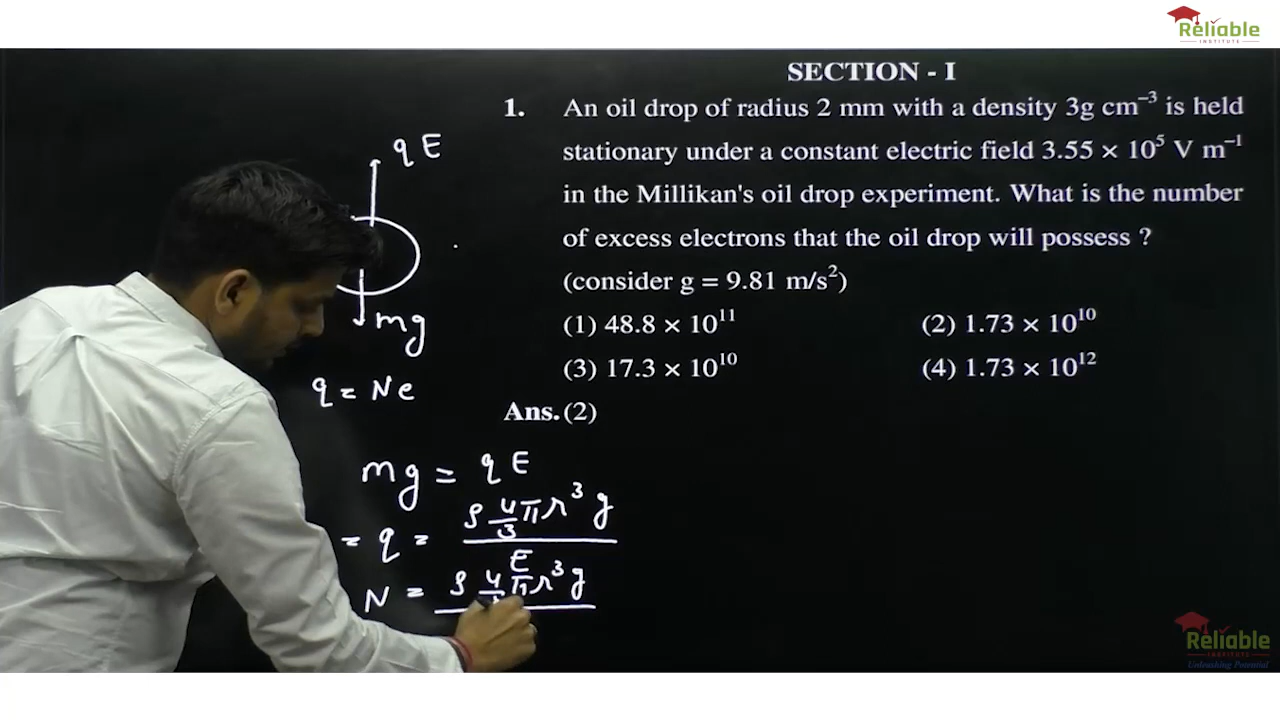 Reliable
INSTITUTE
SECTION - I
1. An oil drop of radius 2 mm with a density 3g cm⁻³ is held
stationary under a constant electric field 3.55 × 10⁵ V m⁻¹
in the Millikan's oil drop experiment. What is the number
of excess electrons that the oil drop will possess ?
(consider g = 9.81 m/s²)
(1) 48.8 × 10¹¹ (2) 1.73 × 10¹⁰
(3) 17.3 × 10¹⁰ (4) 1.73 × 10¹²
Ans. (2)
qE
mg
q = Ne
mg = qE
= q = ρ 4/3 πr³ g
E
N = ρ 4/3 πr³ g
Reliable
INSTITUTE
Unleashing Potential